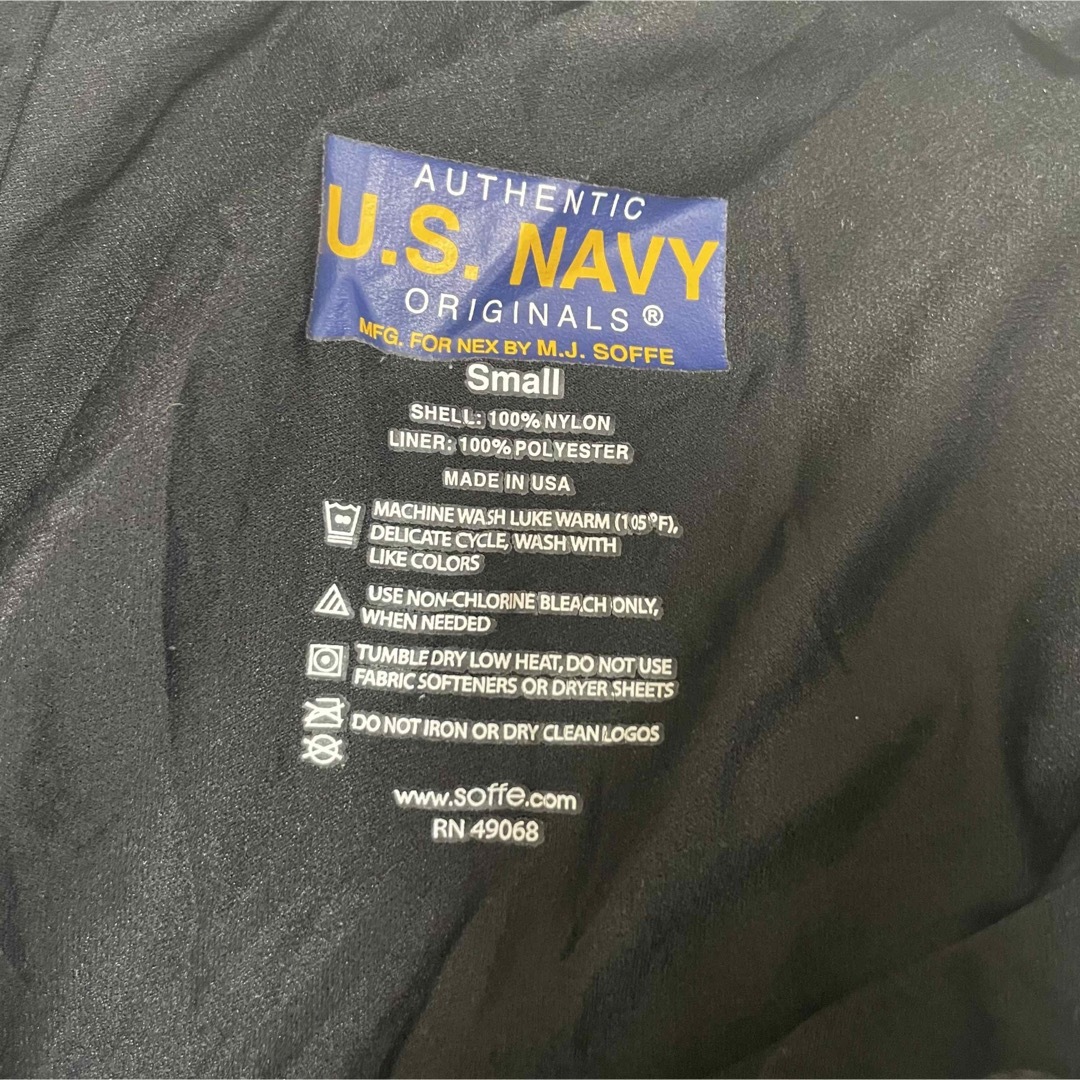 AUTHENTIC
U.S. NAVY
ORIGINALS®
MFG. FOR NEX BY M.J. SOFFE
Small
SHELL: 100% NYLON
LINER: 100% POLYESTER
MADE IN USA
MACHINE WASH LUKE WARM (105°F),
DELICATE CYCLE, WASH WITH
LIKE COLORS
USE NON-CHLORINE BLEACH ONLY,
WHEN NEEDED
TUMBLE DRY LOW HEAT, DO NOT USE
FABRIC SOFTENERS OR DRYER SHEETS
DO NOT IRON OR DRY CLEAN LOGOS
www.soffe.com
RN 49068